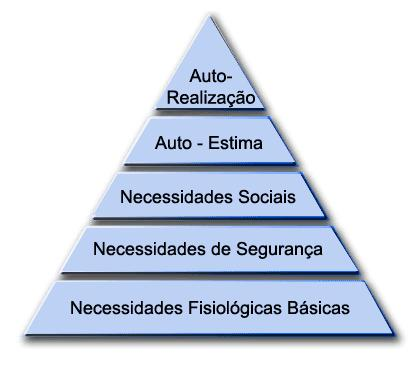 Auto-
Realização
Auto - Estima
Necessidades Sociais
Necessidades de Segurança
Necessidades Fisiológicas Básicas